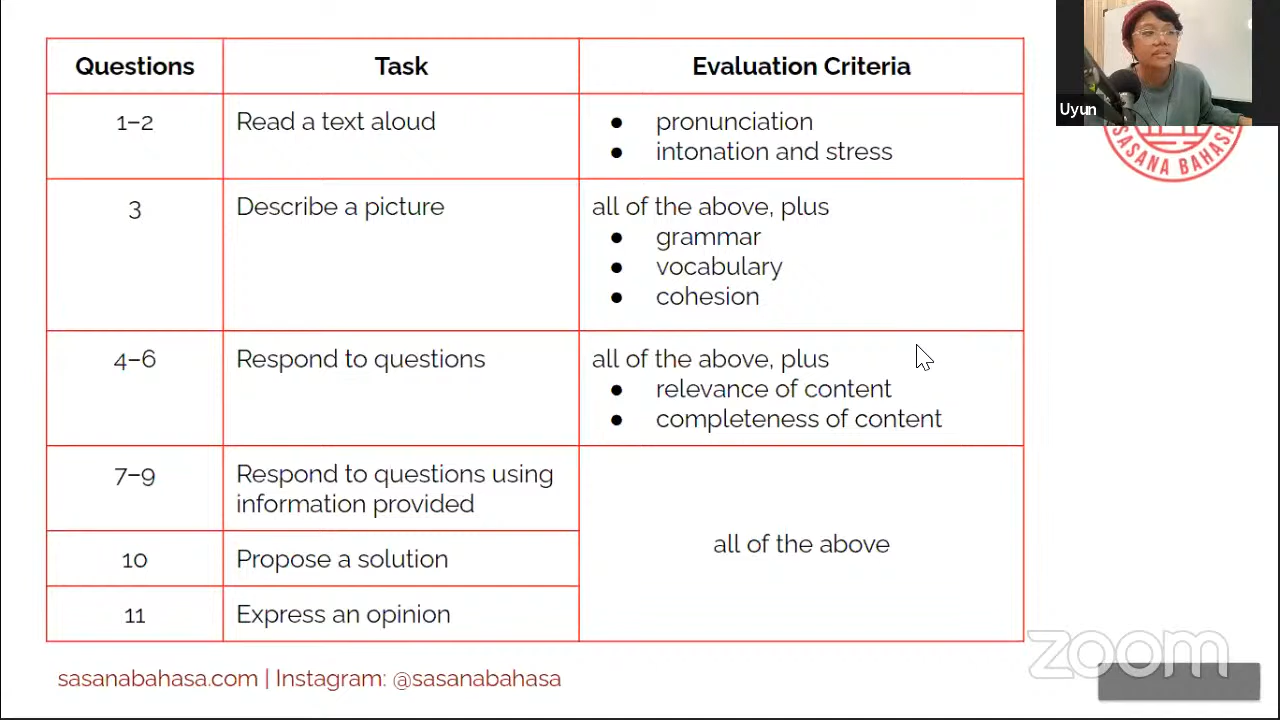 Questions Task Evaluation Criteria
1–2 Read a text aloud ● pronunciation
● intonation and stress
3 Describe a picture all of the above, plus
● grammar
● vocabulary
● cohesion
4–6 Respond to questions all of the above, plus
● relevance of content
● completeness of content
7–9 Respond to questions using
information provided
all of the above
10 Propose a solution
11 Express an opinion
sasanabahasa.com | Instagram: @sasanabahasa
Uyun
SASANA BAHASA
zoom